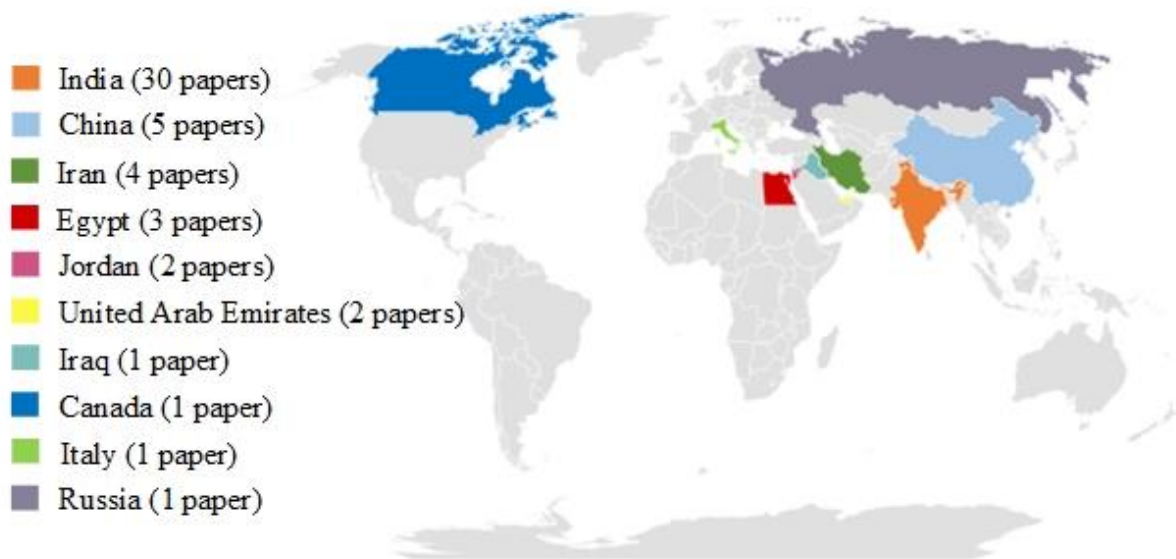 India (30 papers)
China (5 papers)
Iran (4 papers)
Egypt (3 papers)
Jordan (2 papers)
United Arab Emirates (2 papers)
Iraq (1 paper)
Canada (1 paper)
Italy (1 paper)
Russia (1 paper)